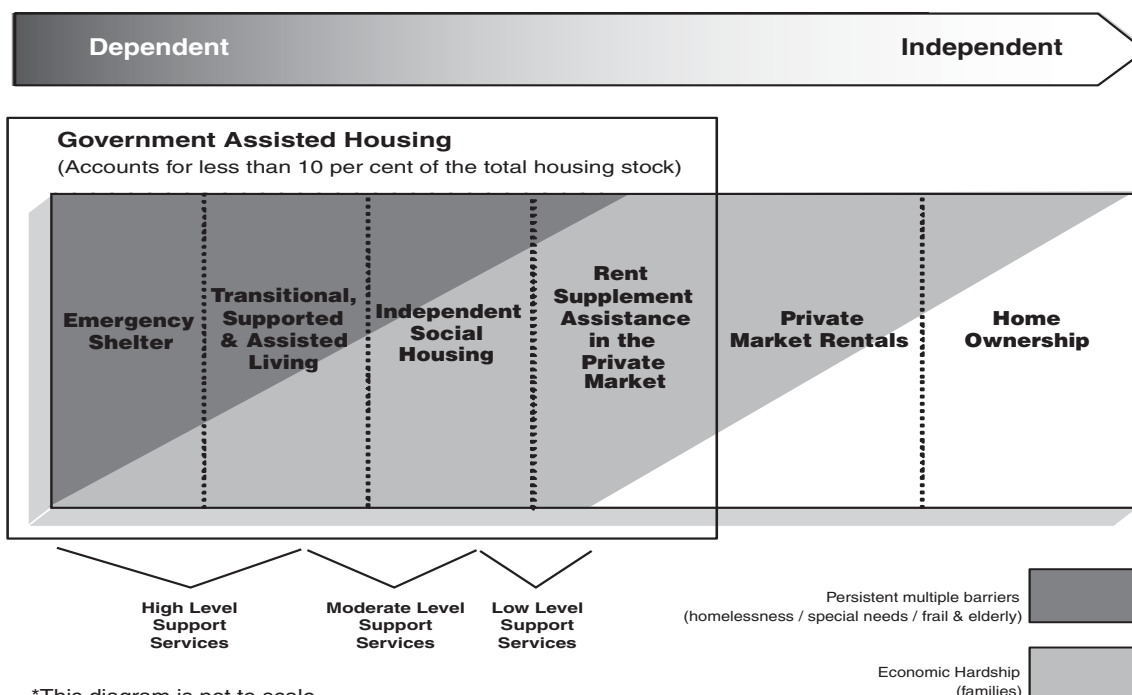 Dependent
Independent
Government Assisted Housing
(Accounts for less than 10 per cent of the total housing stock)
Emergency
Shelter
Transitional,
Supported
& Assisted
Living
Independent
Social
Housing
Rent
Supplement
Assistance
in the
Private
Market
Private
Market Rentals
Home
Ownership
High Level
Support
Services
Moderate Level
Support
Services
Low Level
Support
Services
Persistent multiple barriers
(homelessness / special needs / frail & elderly)
Economic Hardship
(families)
*This diagram is not to scale